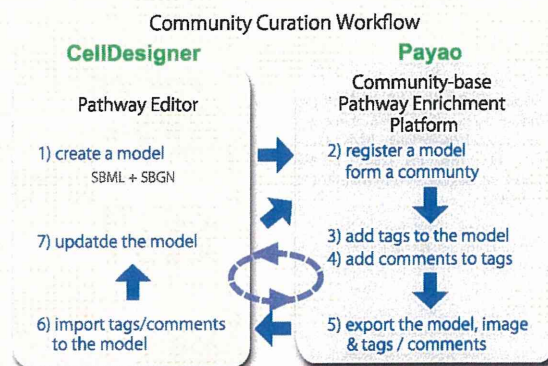 Community Curation Workflow
CellDesigner
Pathway Editor
1) create a model
SBML + SBGN
7) updatde the model
6) import tags/comments
to the model
Payao
Community-base
Pathway Enrichment
Platform
2) register a model
form a communty
3) add tags to the model
4) add comments to tags
5) export the model, image
& tags / comments